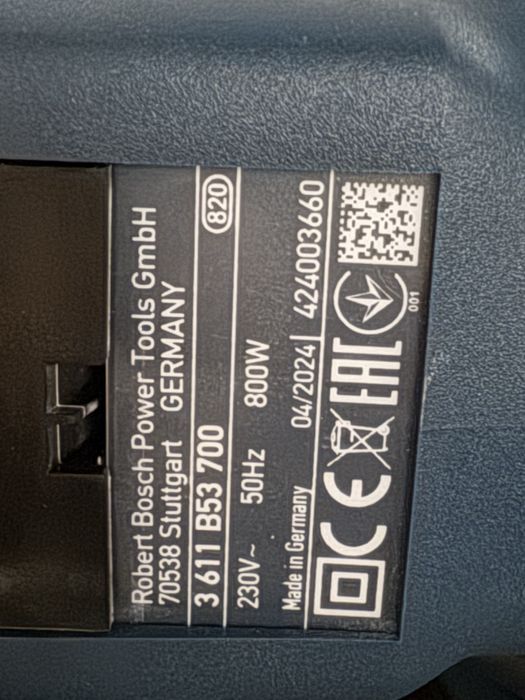 Robert Bosch Power Tools GmbH
70538 Stuttgart GERMANY
3 611 B53 700 820
230V~ 50Hz 800W
Made in Germany 04/2024 | 424003660
CE EAC 001